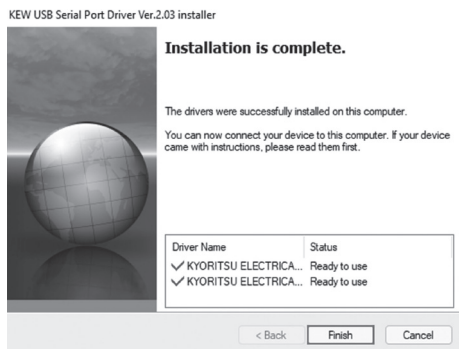 KEW USB Serial Port Driver Ver.2.03 installer
Installation is complete.
The drivers were successfully installed on this computer.
You can now connect your device to this computer. If your device
came with instructions, please read them first.
Driver Name Status
KYORITSU ELECTRICA... Ready to use
KYORITSU ELECTRICA... Ready to use
< Back Finish Cancel